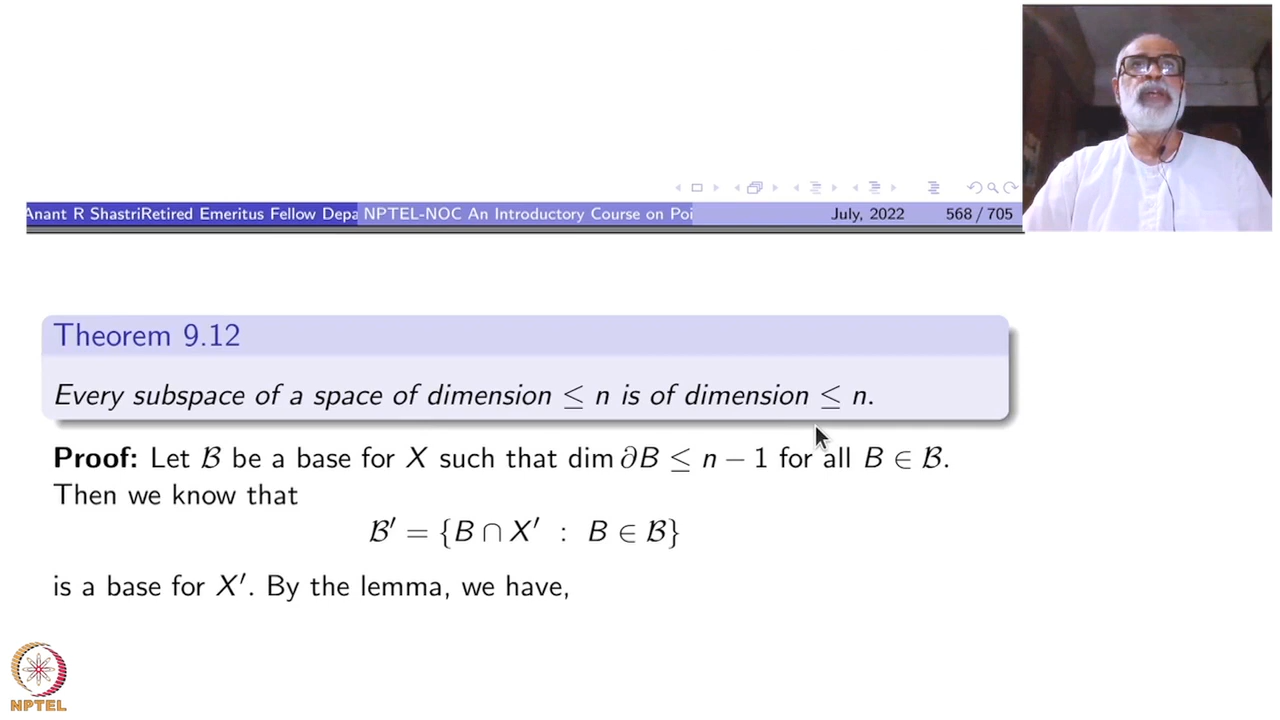 Anant R ShastriRetired Emeritus Fellow Depa NPTEL-NOC An Introductory Course on Poi July, 2022 568 / 705
Theorem 9.12
Every subspace of a space of dimension ≤ n is of dimension ≤ n.
Proof: Let ℬ be a base for X such that dim ∂B ≤ n − 1 for all B ∈ ℬ.
Then we know that
ℬ′ = {B ∩ X′ : B ∈ ℬ}
is a base for X′. By the lemma, we have,
NPTEL